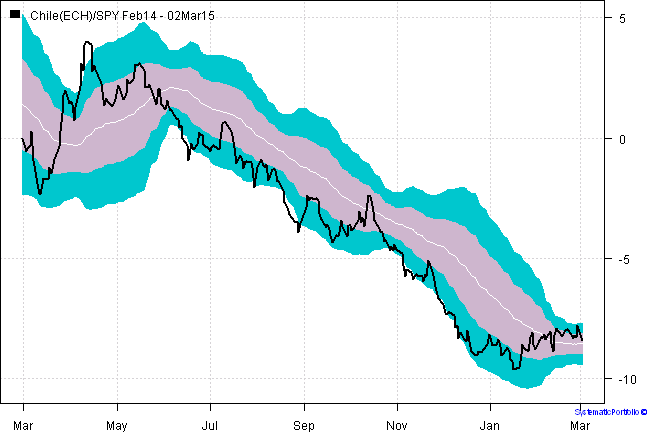 Chile(ECH)/SPY Feb14 - 02Mar15
5
0
-5
-10
Mar May Jul Sep Nov Jan Mar
SystematicPortfolio ©